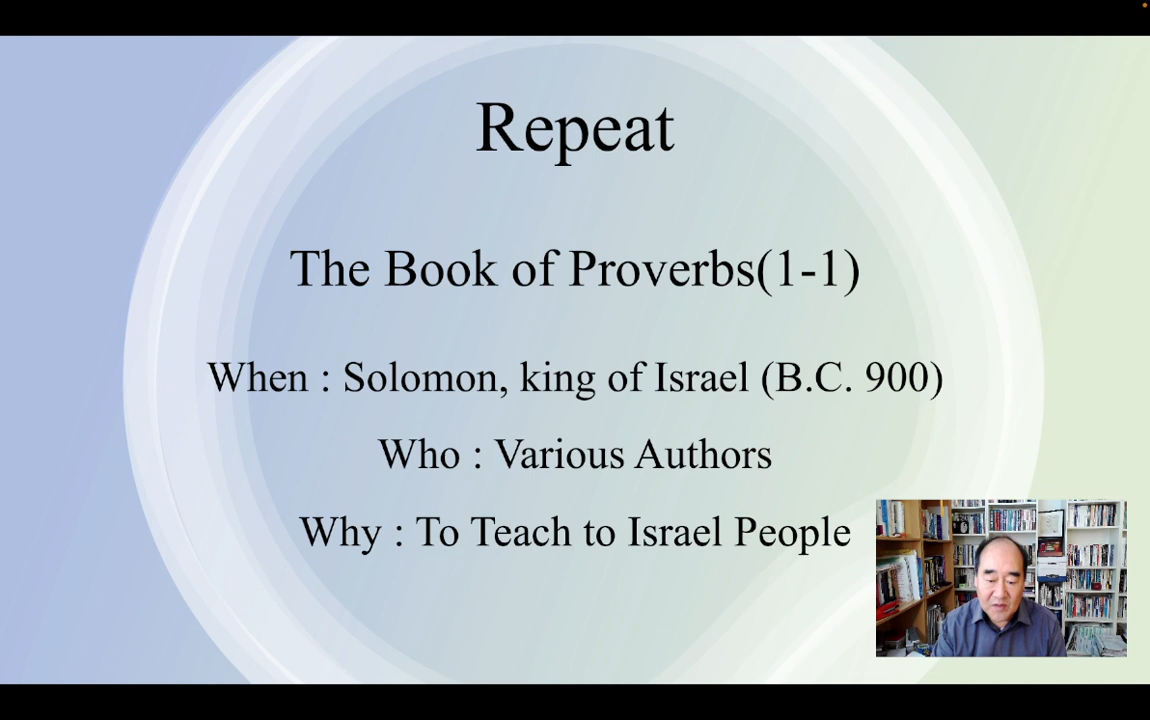 Repeat
The Book of Proverbs(1-1)
When : Solomon, king of Israel (B.C. 900)
Who : Various Authors
Why : To Teach to Israel People